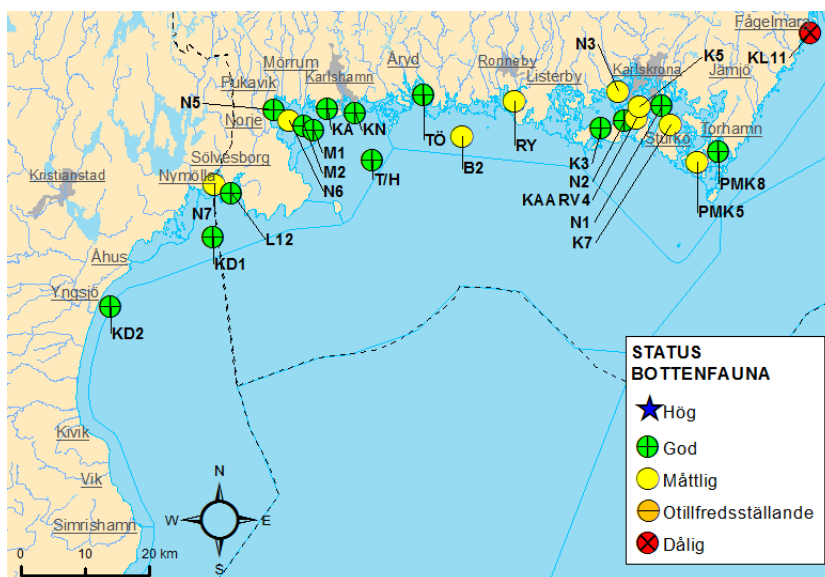 Fågelmara
N3
K5
KL11
Mörrum
Åryd
Ronneby
Karlskrona
Jämjö
Pukavik
Karlshamn
Listerby
N5
Norje
KA
KN
TÖ
RY
Sturkö
Torhamn
M1
M2
N6
T/H
B2
K3
N2
KAARV4
N1
K7
PMK8
PMK5
Sölvesborg
Kristianstad
Nymölla
N7
L12
KD1
Åhus
Yngsjö
KD2
Kivik
Vik
Simrishamn
N
W
E
S
0 10 20 km
STATUS
BOTTENFAUNA
Hög
God
Måttlig
Otillfredsställande
Dålig